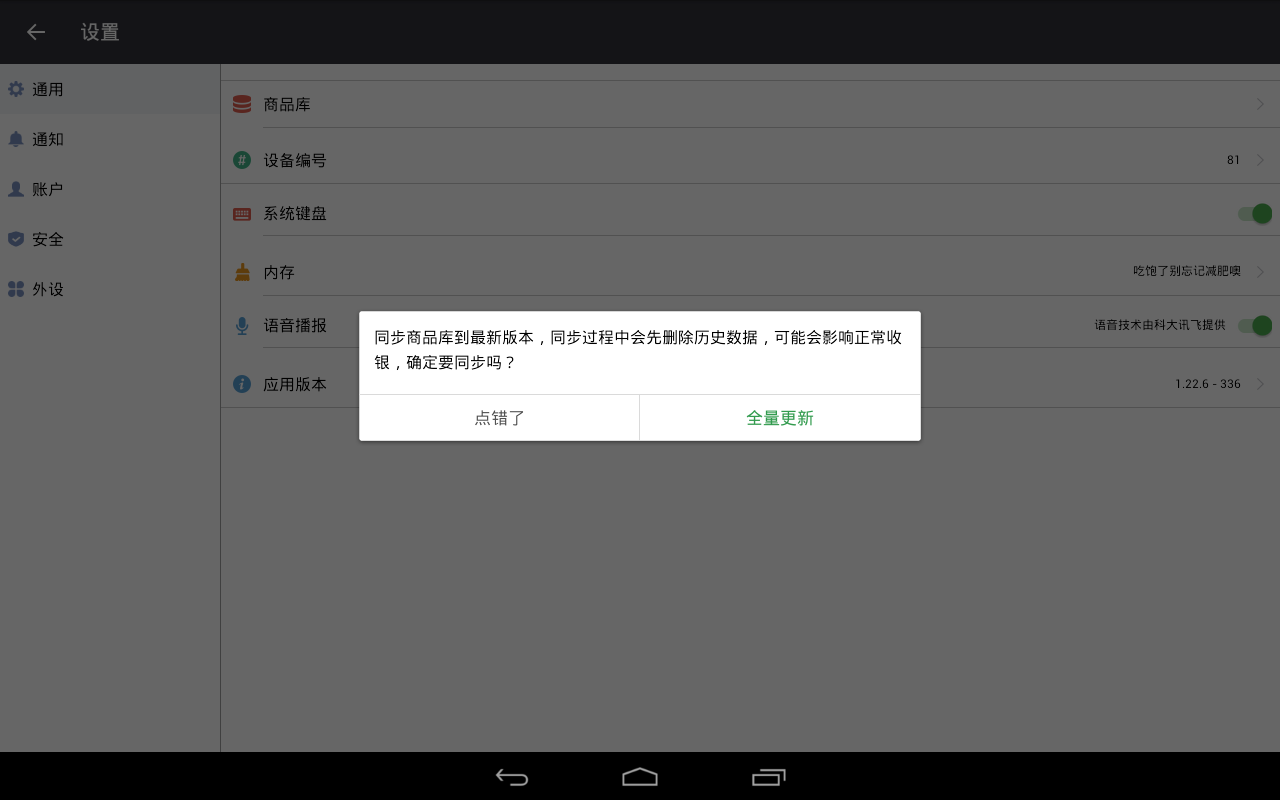 设置
通用
通知
账户
安全
外设
商品库
设备编号
81
系统键盘
内存
吃饱了别忘记减肥噢
语音播报
语音技术由科大讯飞提供
应用版本
1.22.6 - 336
同步商品库到最新版本，同步过程中会先删除历史数据，可能会影响正常收
银，确定要同步吗？
点错了
全量更新